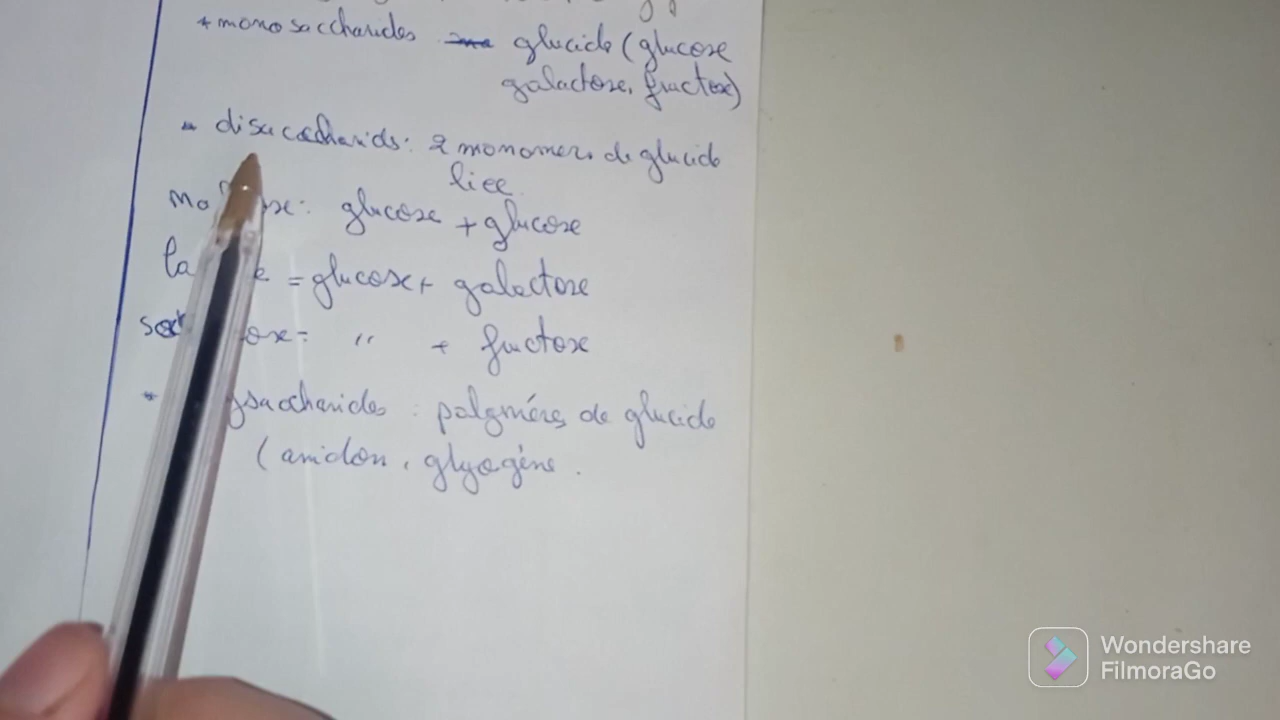 * monosaccharides glucide (glucose
galactose, fructose)
- disaccharids: 2 monomers de glucide
liee
glucose + glucose
= glucose + galactose
" + fructose
* polymères de glucide
(amidon, glycogène.
Wondershare
FilmoraGo